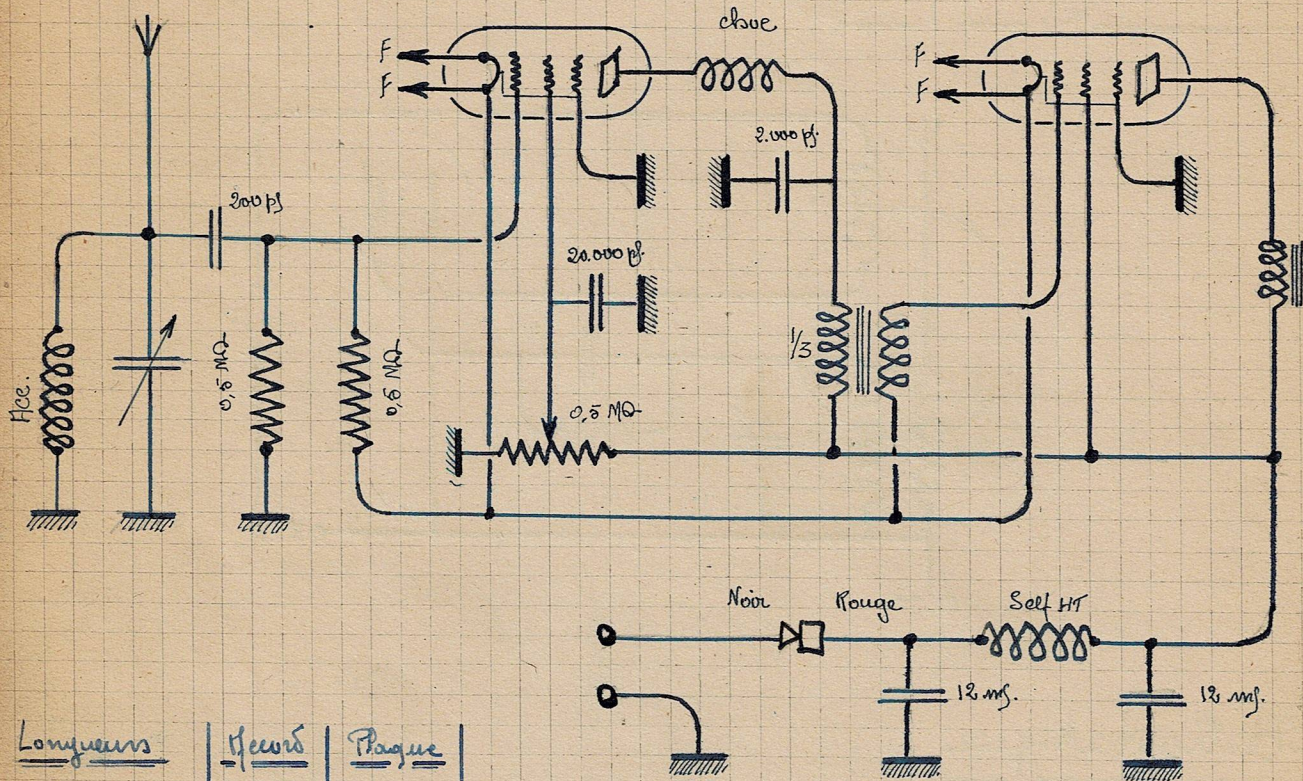 choc
F
F
F
F
2.000 pf.
200 pf
20.000 pf.
1/3
Acc.
0,5 MΩ
0,5 MΩ
0,5 MΩ
Noir
Rouge
Self HT
12 mf.
12 mf.
Longueurs
Accord
Plaque